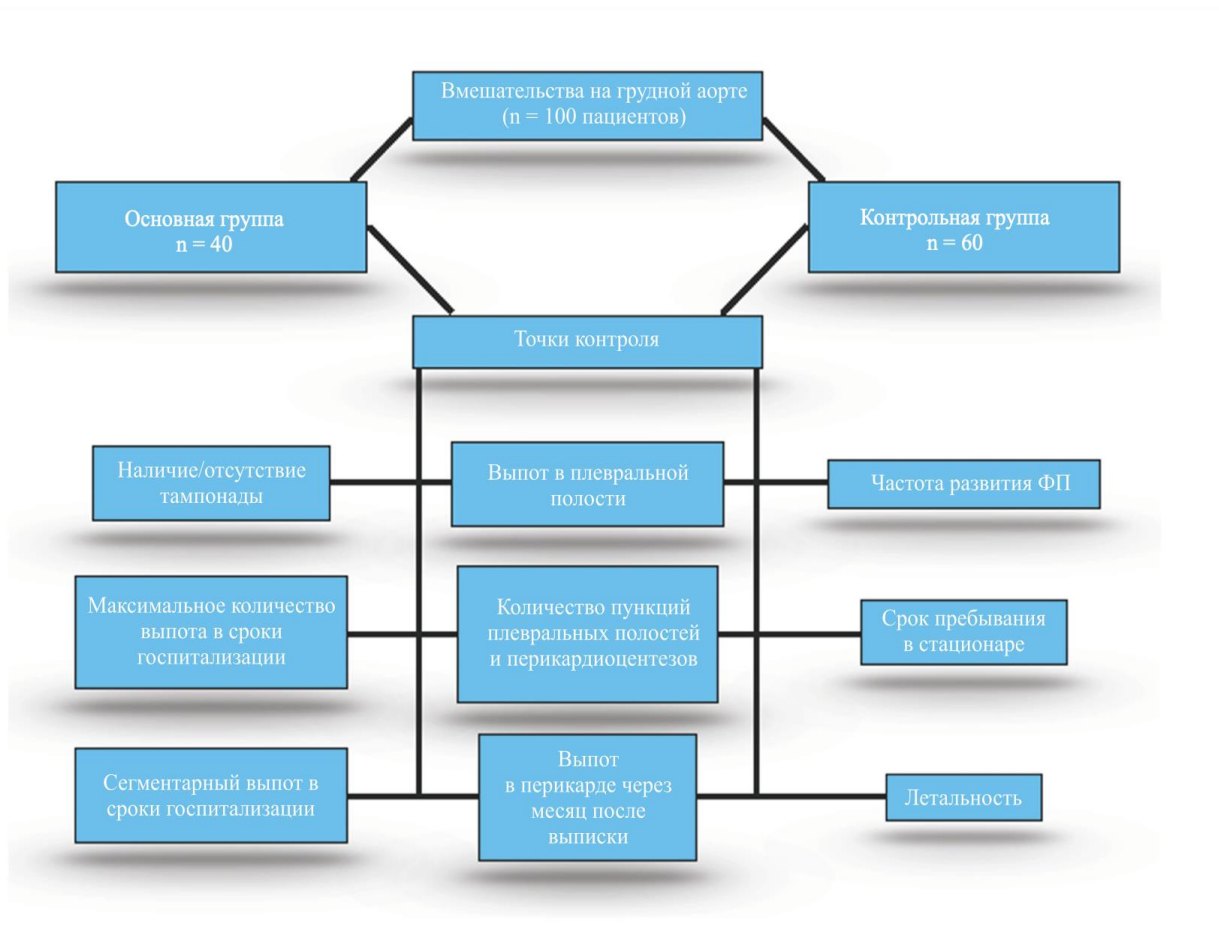 Вмешательства на грудной аорте
(n = 100 пациентов)
Основная группа
n = 40
Контрольная группа
n = 60
Точки контроля
Наличие/отсутствие
тампонады
Выпот в плевральной
полости
Частота развития ФП
Максимальное количество
выпота в сроки
госпитализации
Количество пункций
плевральных полостей
и перикардиоцентезов
Срок пребывания
в стационаре
Сегментарный выпот в
сроки госпитализации
Выпот
в перикарде через
месяц после
выписки
Летальность